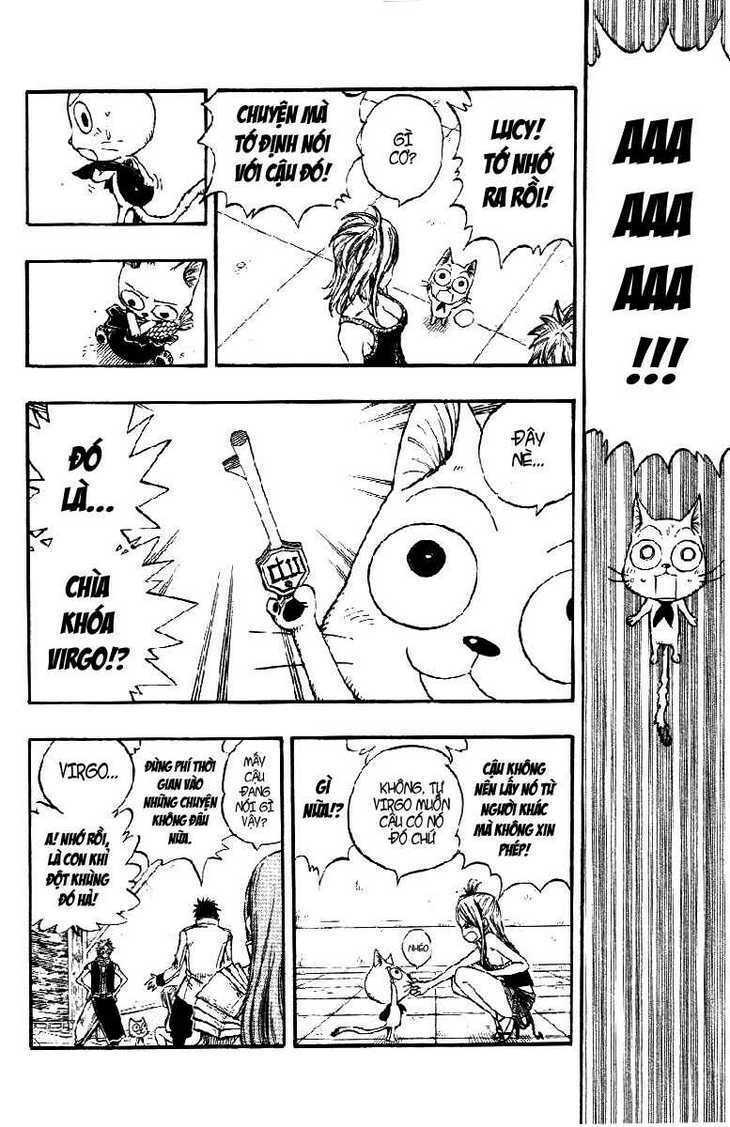 AAA
AAA
AAA
!!!
LUCY!
TỚ NHỚ
RA RỒI!
GÌ
CƠ?
CHUYỆN MÀ
TỚ ĐỊNH NÓI
VỚI CẬU ĐÓ!
ĐÂY
NÈ...
ĐÓ
LÀ...
CHÌA
KHÓA
VIRGO!?
CẬU KHÔNG
NÊN LẤY NÓ TỪ
NGƯỜI KHÁC
MÀ KHÔNG XIN
PHÉP!
KHÔNG, TỰ
VIRGO MUỐN
CẬU CÓ NÓ
ĐÓ CHỨ
GÌ
NỮA!?
NHÉO
MẤY
CẬU ĐANG
NÓI GÌ
VẬY?
ĐỪNG PHÍ THỜI
GIAN VÀO
NHỮNG CHUYỆN
KHÔNG ĐÂU
NỮA.
VIRGO...
A! NHỚ RỒI,
LÀ CON KHỈ
ĐỘT KHÙNG
ĐÓ HẢ!